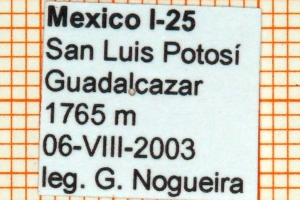 Mexico I-25
San Luis Potosí
Guadalcazar
1765 m
06-VIII-2003
leg. G. Nogueira